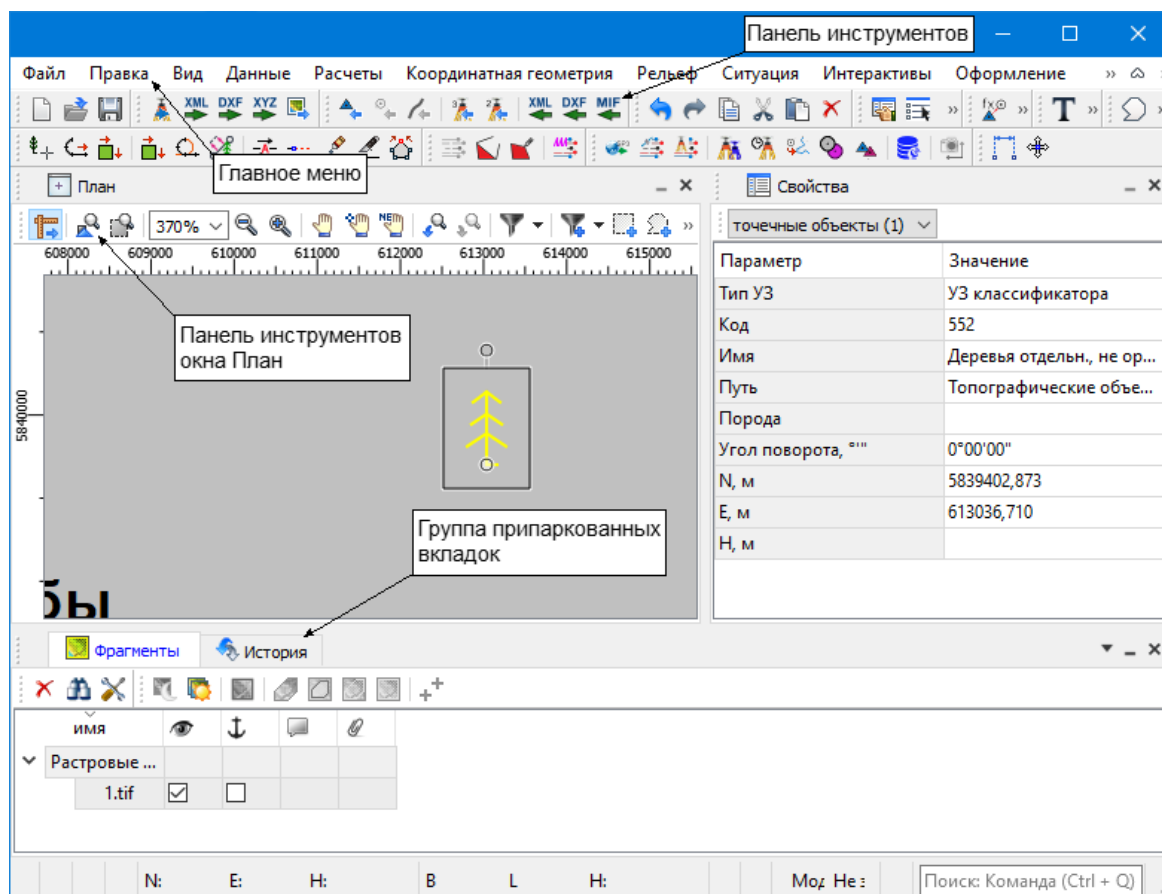 Панель инструментов
Файл Правка Вид Данные Расчеты Координатная геометрия Рельеф Ситуация Интерактивы Оформление »
XML DXF XYZ XML DXF MIF » f(x) » T » »
Главное меню
План
Свойства
370% NEW »
точечные объекты (1)
608000 609000 610000 611000 612000 613000 614000 615000
Параметр Значение
Тип УЗ УЗ классификатора
Код 552
Имя Деревья отдельн., не ор...
Путь Топографические объе...
Порода
Угол поворота, °'" 0°00'00"
N, м 5839402,873
E, м 613036,710
H, м
Панель инструментов
окна План
5840000
Группа припаркованных
вкладок
бы
Фрагменты История
имя
Растровые ...
1.tif
N: E: H: B L H: Мод Не з Поиск: Команда (Ctrl + Q)